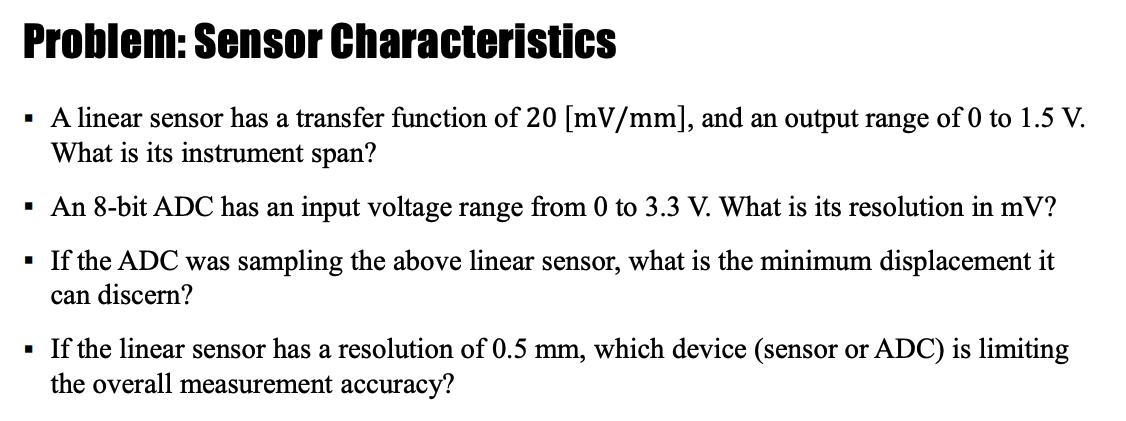 Problem: Sensor Characteristics
▪ A linear sensor has a transfer function of 20 [mV/mm], and an output range of 0 to 1.5 V.
What is its instrument span?
▪ An 8-bit ADC has an input voltage range from 0 to 3.3 V. What is its resolution in mV?
▪ If the ADC was sampling the above linear sensor, what is the minimum displacement it
can discern?
▪ If the linear sensor has a resolution of 0.5 mm, which device (sensor or ADC) is limiting
the overall measurement accuracy?